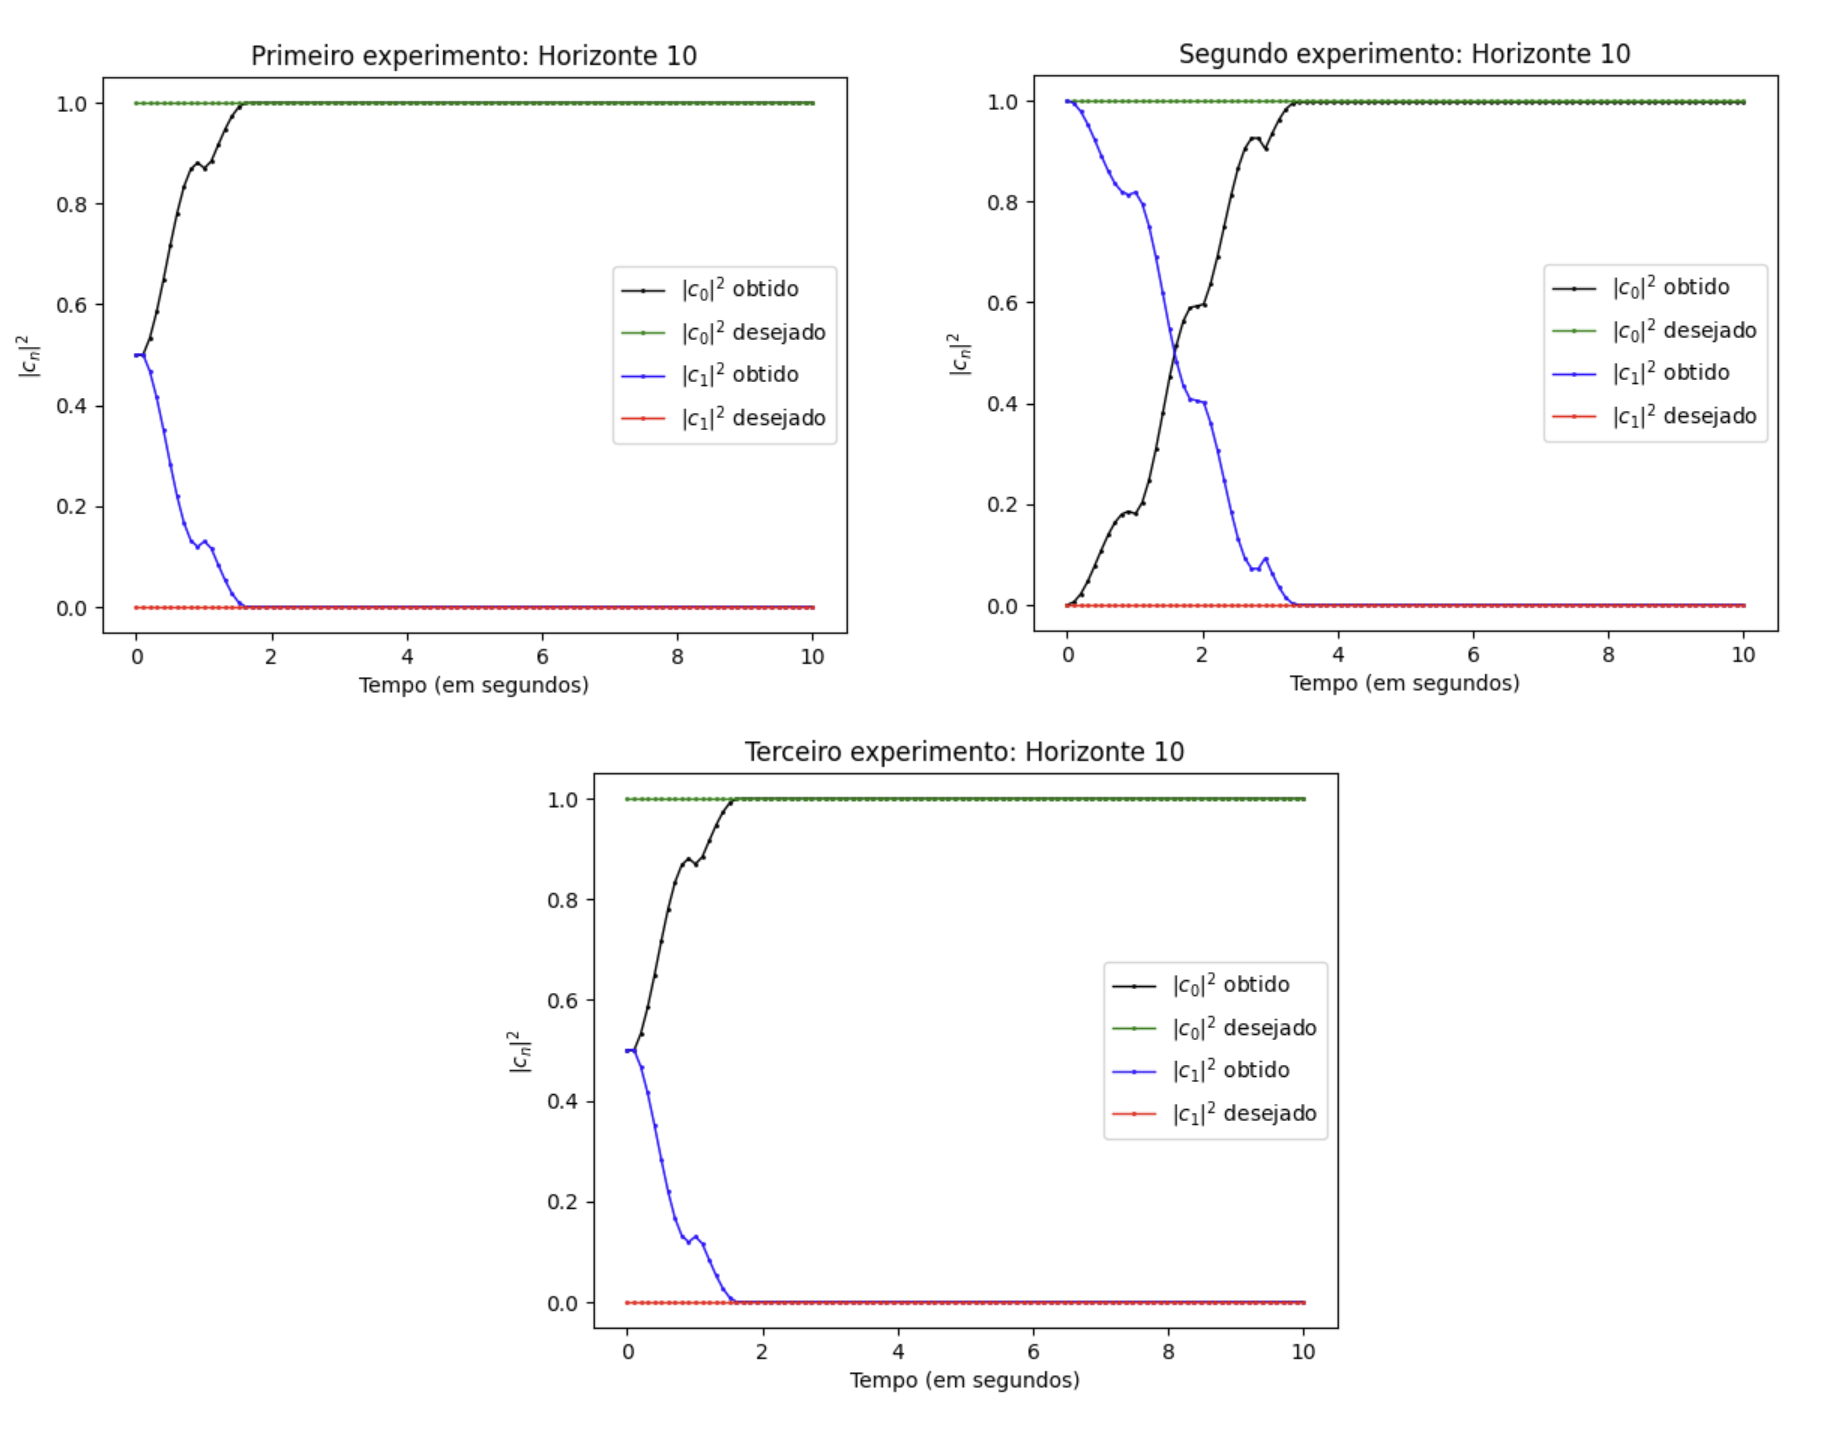 Primeiro experimento: Horizonte 10
1.0
0.8
0.6
0.4
0.2
0.0
|c_n|^2
0 2 4 6 8 10
Tempo (em segundos)
|c_0|^2 obtido
|c_0|^2 desejado
|c_1|^2 obtido
|c_1|^2 desejado
Segundo experimento: Horizonte 10
1.0
0.8
0.6
0.4
0.2
0.0
|c_n|^2
0 2 4 6 8 10
Tempo (em segundos)
|c_0|^2 obtido
|c_0|^2 desejado
|c_1|^2 obtido
|c_1|^2 desejado
Terceiro experimento: Horizonte 10
1.0
0.8
0.6
0.4
0.2
0.0
|c_n|^2
0 2 4 6 8 10
Tempo (em segundos)
|c_0|^2 obtido
|c_0|^2 desejado
|c_1|^2 obtido
|c_1|^2 desejado